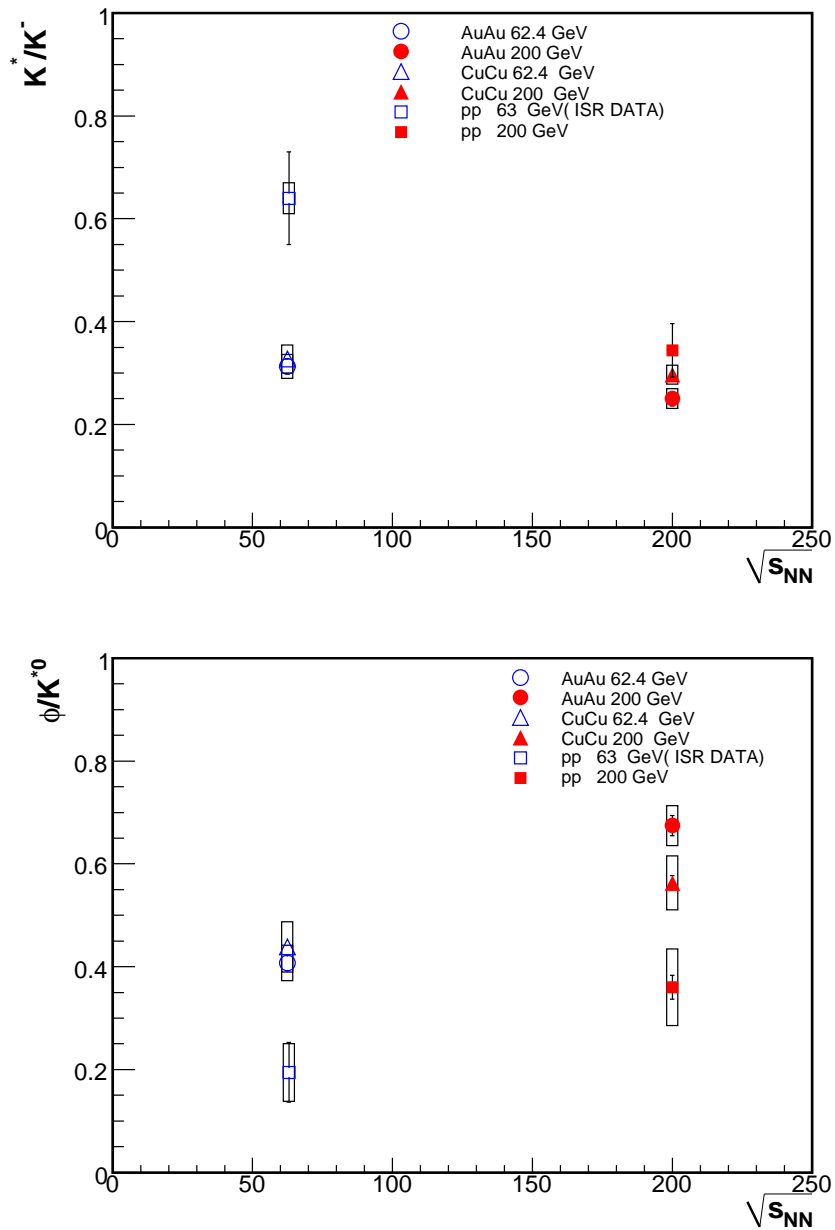 K*/K-
AuAu 62.4 GeV
AuAu 200 GeV
CuCu 62.4 GeV
CuCu 200 GeV
pp 63 GeV( ISR DATA)
pp 200 GeV
1
0.8
0.6
0.4
0.2
0
0 50 100 150 200 250
√sNN
ϕ/K*0
AuAu 62.4 GeV
AuAu 200 GeV
CuCu 62.4 GeV
CuCu 200 GeV
pp 63 GeV( ISR DATA)
pp 200 GeV
1
0.8
0.6
0.4
0.2
0
0 50 100 150 200 250
√sNN